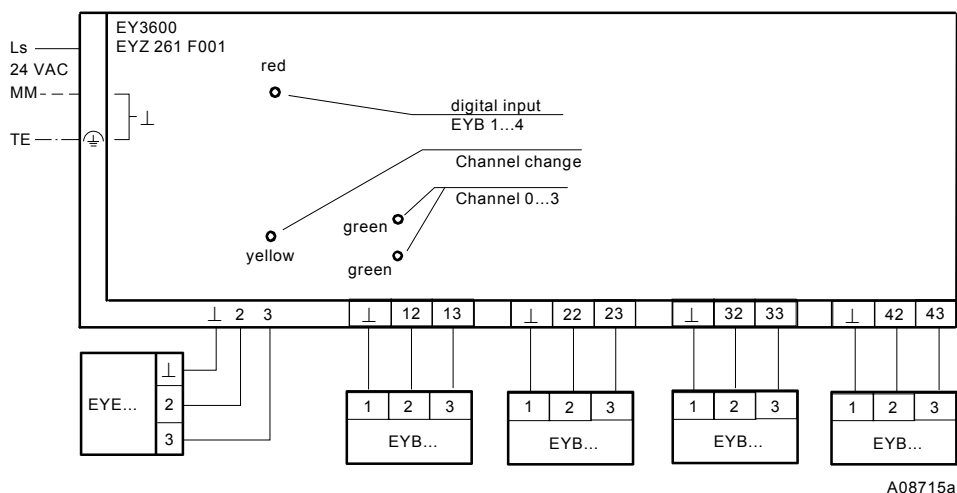 EY3600
EYZ 261 F001
Ls
24 VAC
MM
TE
⊥
red
digital input
EYB 1...4
Channel change
Channel 0...3
green
yellow
green
⊥ 2 3
⊥ 12 13
⊥ 22 23
⊥ 32 33
⊥ 42 43
EYE...
⊥
2
3
1 2 3
EYB...
1 2 3
EYB...
1 2 3
EYB...
1 2 3
EYB...
A08715a